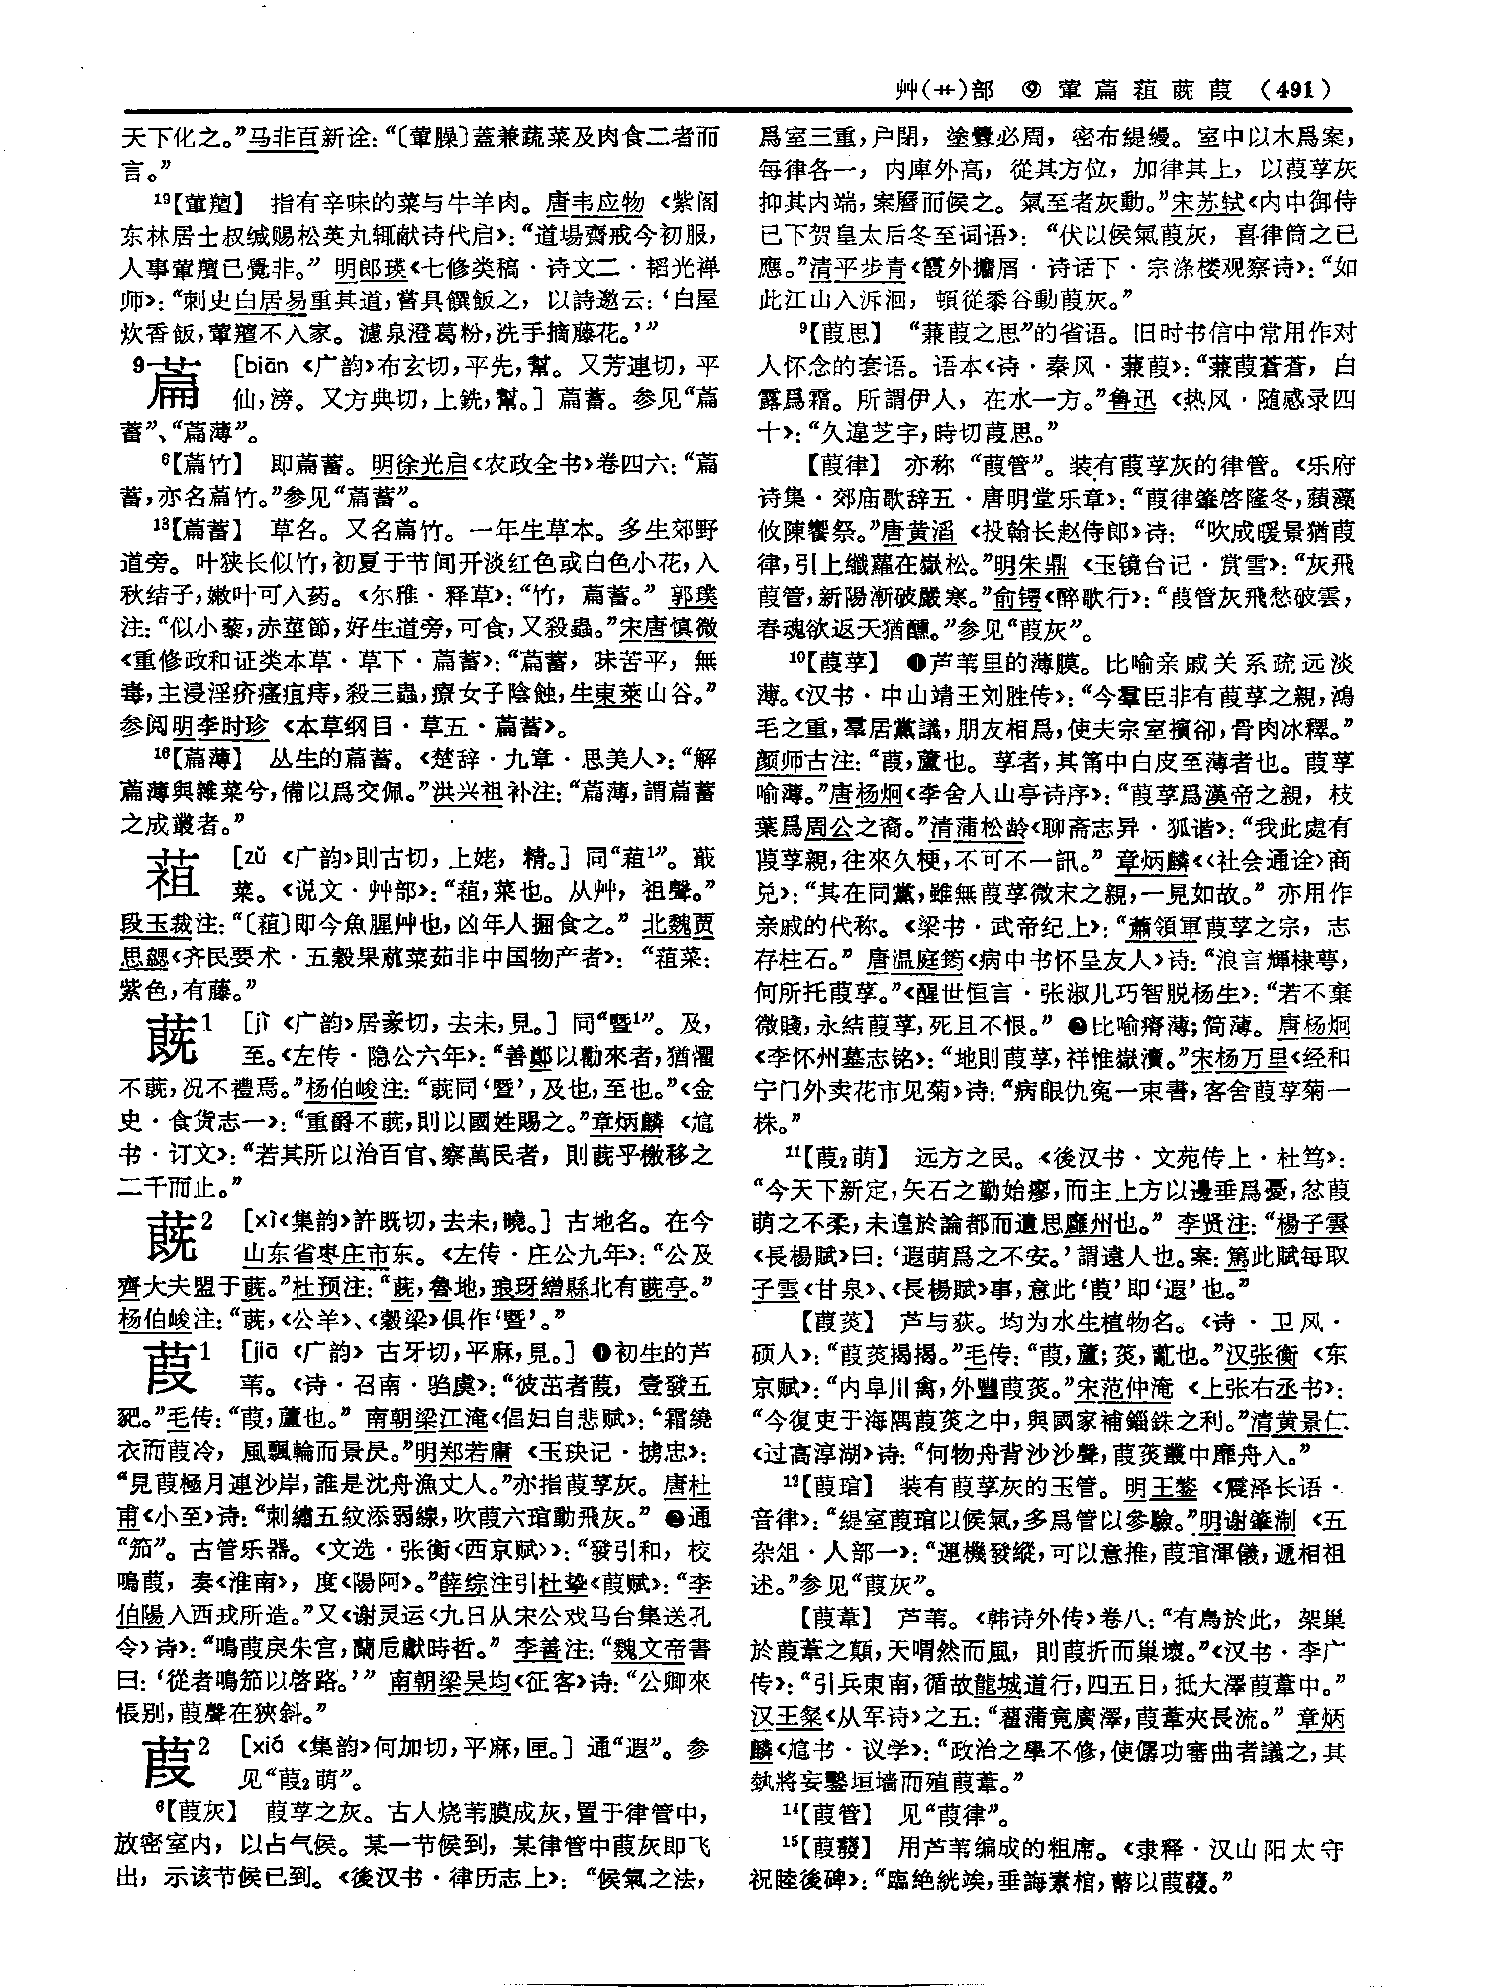 艸(艹)部 ⑨ 葷萹蒩蔇葭 (491)
天下化之。”马非百新诠：“〔葷臊〕蓋兼蔬菜及肉食二者而
言。”
19【葷羶】 指有辛味的菜与牛羊肉。唐韦应物《紫阁
东林居士叔缄赐松英丸辄献诗代启》：“道場齋戒今初服，
人事葷羶已覺非。”明郎瑛《七修类稿·诗文二·韬光禅
师》：“刺史白居易重其道，嘗具饌飯之，以詩邀云：‘白屋
炊香飯，葷羶不入家。濾泉澄葛粉，洗手摘藤花。’”
9萹 [biān 《广韵》布玄切，平先，幫。又芳連切，平
仙，滂。又方典切，上銑，幫。] 萹蓄。参见“萹
蓄”、“萹薄”。
6【萹竹】 即萹蓄。明徐光启《农政全书》卷四六：“萹
蓄，亦名萹竹。”参见“萹蓄”。
13【萹蓄】 草名。又名萹竹。一年生草本。多生郊野
道旁。叶狭长似竹，初夏于节间开淡红色或白色小花，入
秋结子，嫩叶可入药。《尔雅·释草》：“竹，萹蓄。”郭璞
注：“似小藜，赤莖節，好生道旁，可食，又殺蟲。”宋唐慎微
《重修政和证类本草·草下·萹蓄》：“萹蓄，味苦平，無
毒，主浸淫疥瘙疽痔，殺三蟲，療女子陰蝕，生東萊山谷。”
参阅明李时珍《本草纲目·草五·萹蓄》。
16【萹薄】 丛生的萹蓄。《楚辞·九章·思美人》：“解
萹薄與雜菜兮，備以爲交佩。”洪兴祖补注：“萹薄，謂萹蓄
之成叢者。”
蒩 [zǔ 《广韵》則古切，上姥，精。] 同“蒩1”。蕺
菜。《说文·艸部》：“蒩，菜也。从艸，祖聲。”
段玉裁注：“〔蒩〕即今魚腥艸也，凶年人掘食之。”北魏贾
思勰《齐民要术·五穀果蓏菜茹非中国物产者》：“蒩菜：
紫色，有藤。”
蔇1 [jì 《广韵》居豙切，去未，見。] 同“暨1”。及，
至。《左传·隐公六年》：“善鄭以勸來者，猶懼
不蔇，况不禮焉。”杨伯峻注：“蔇同‘暨’，及也，至也。”《金
史·食货志一》：“重爵不蔇，則以國姓賜之。”章炳麟《訄
书·订文》：“若其所以治百官、察萬民者，則蔇乎檄移之
二千而止。”
蔇2 [xì《集韵》許既切，去未，曉。] 古地名。在今
山东省枣庄市东。《左传·庄公九年》：“公及
齊大夫盟于蔇。”杜预注：“蔇，魯地，琅玡繒縣北有蔇亭。”
杨伯峻注：“蔇，《公羊》、《榖梁》俱作‘暨’。”
葭1 [jiā 《广韵》古牙切，平麻，見。] ❶初生的芦
苇。《诗·召南·驺虞》：“彼茁者葭，壹發五
豝。”毛传：“葭，蘆也。”南朝梁江淹《倡妇自悲赋》：“霜繞
衣而葭冷，風飄輪而景戾。”明郑若庸《玉玦记·掳忠》：
“見葭極月連沙岸，誰是沈舟漁丈人。”亦指葭莩灰。唐杜
甫《小至》诗：“刺繡五紋添弱線，吹葭六琯動飛灰。” ❷通
“笳”。古管乐器。《文选·张衡〈西京赋〉》：“發引和，校
鳴葭，奏《淮南》，度《陽阿》。”薛综注引杜挚《葭赋》：“李
伯陽入西戎所造。”又《谢灵运〈九日从宋公戏马台集送孔
令〉诗》：“鳴葭戾朱宫，蘭卮獻時哲。”李善注：“魏文帝書
曰：‘從者鳴笳以啓路。’”南朝梁吴均《征客》诗：“公卿來
悵别，葭聲在狹斜。”
葭2 [xiá 《集韵》何加切，平麻，匣。] 通“遐”。参
见“葭2萌”。
6【葭灰】 葭莩之灰。古人烧苇膜成灰，置于律管中，
放密室内，以占气候。某一节候到，某律管中葭灰即飞
出，示该节候已到。《後汉书·律历志上》：“候氣之法，
爲室三重，户閉，塗釁必周，密布緹縵。室中以木爲案，
每律各一，内庳外高，從其方位，加律其上，以葭莩灰
抑其内端，案曆而候之。氣至者灰動。”宋苏轼《内中御侍
已下贺皇太后冬至词语》：“伏以候氣葭灰，喜律筒之已
應。”清平步青《霞外攟屑·诗话下·宗涤楼观察诗》：“如
此江山入泝洄，頓從黍谷動葭灰。”
9【葭思】 “蒹葭之思”的省语。旧时书信中常用作对
人怀念的套语。语本《诗·秦风·蒹葭》：“蒹葭蒼蒼，白
露爲霜。所謂伊人，在水一方。”鲁迅《热风·随感录四
十》：“久違芝宇，時切葭思。”
【葭律】 亦称“葭管”。装有葭莩灰的律管。《乐府
诗集·郊庙歌辞五·唐明堂乐章》：“葭律肇啓隆冬，蘋藻
攸陳饗祭。”唐黄滔《投翰长赵侍郎》诗：“吹成暖景猶葭
律，引上纖蘿在嶽松。”明朱鼎《玉镜台记·赏雪》：“灰飛
葭管，新陽漸破嚴寒。”俞锷《醉歌行》：“葭管灰飛愁破雲，
春魂欲返天猶醺。”参见“葭灰”。
10【葭莩】 ❶芦苇里的薄膜。比喻亲戚关系疏远淡
薄。《汉书·中山靖王刘胜传》：“今羣臣非有葭莩之親，鴻
毛之重，羣居黨議，朋友相爲，使夫宗室擯卻，骨肉冰釋。”
颜师古注：“葭，蘆也。莩者，其筩中白皮至薄者也。葭莩
喻薄。”唐杨炯《李舍人山亭诗序》：“葭莩爲漢帝之親，枝
葉爲周公之裔。”清蒲松龄《聊斋志异·狐谐》：“我此處有
葭莩親，往來久梗，不可不一訊。”章炳麟《〈社会通诠〉商
兑》：“其在同黨，雖無葭莩微末之親，一見如故。”亦用作
亲戚的代称。《梁书·武帝纪上》：“蕭領軍葭莩之宗，志
存柱石。”唐温庭筠《病中书怀呈友人》诗：“浪言輝棣萼，
何所托葭莩。”《醒世恒言·张淑儿巧智脱杨生》：“若不棄
微賤，永結葭莩，死且不恨。” ❷比喻瘠薄；简薄。唐杨炯
《李怀州墓志铭》：“地則葭莩，祥惟嶽瀆。”宋杨万里《经和
宁门外卖花市见菊》诗：“病眼仇冤一束書，客舍葭莩菊一
株。”
11【葭2萌】 远方之民。《後汉书·文苑传上·杜笃》：
“今天下新定，矢石之勤始瘳，而主上方以邊垂爲憂，忿葭
萌之不柔，未遑於論都而遺思雍州也。”李贤注：“楊子雲
《長楊賦》曰：‘遐萌爲之不安。’謂遠人也。案：篤此賦每取
子雲《甘泉》、《長楊賦》事，意此‘葭’即‘遐’也。”
【葭菼】 芦与荻。均为水生植物名。《诗·卫风·
硕人》：“葭菼揭揭。”毛传：“葭，蘆；菼，薍也。”汉张衡《东
京赋》：“内阜川禽，外豐葭菼。”宋范仲淹《上张右丞书》：
“今復吏于海隅葭菼之中，與國家補錙銖之利。”清黄景仁
《过高淳湖》诗：“何物舟背沙沙聲，葭菼叢中靡舟入。”
13【葭琯】 装有葭莩灰的玉管。明王鏊《震泽长语·
音律》：“緹室葭琯以候氣，多爲管以參驗。”明谢肇淛《五
杂俎·人部一》：“運機發縱，可以意推，葭琯渾儀，遞相祖
述。”参见“葭灰”。
【葭葦】 芦苇。《韩诗外传》卷八：“有鳥於此，架巢
於葭葦之顛，天喟然而風，則葭折而巢壞。”《汉书·李广
传》：“引兵東南，循故龍城道行，四五日，抵大澤葭葦中。”
汉王粲《从军诗》之五：“雚蒲竟廣澤，葭葦夾長流。”章炳
麟《訄书·议学》：“政治之學不修，使僝功審曲者議之，其
埶將妄鑿垣墻而殖葭葦。”
14【葭管】 见“葭律”。
15【葭蕟】 用芦苇编成的粗席。《隶释·汉山阳太守
祝睦後碑》：“臨絶絖竢，垂誨素棺，幣以葭蕟。”